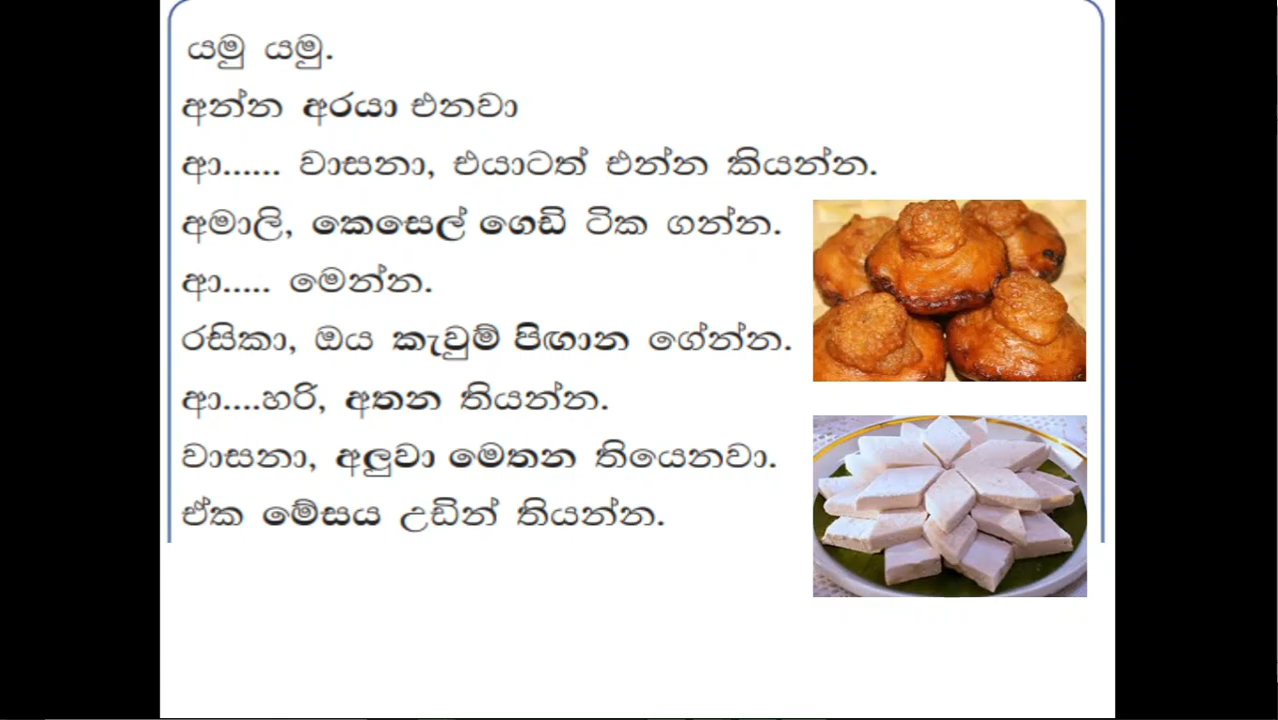 යමු යමු.
අන්න අරයා එනවා
ආ...... වාසනා, එයාටත් එන්න කියන්න.
අමාලි, කෙසෙල් ගෙඩි ටික ගන්න.
ආ..... මෙන්න.
රසිකා, ඔය කැවුම් පිඟාන ගේන්න.
ආ....හරි, අතන තියන්න.
වාසනා, අලුවා මෙතන තියෙනවා.
ඒක මේසය උඩින් තියන්න.